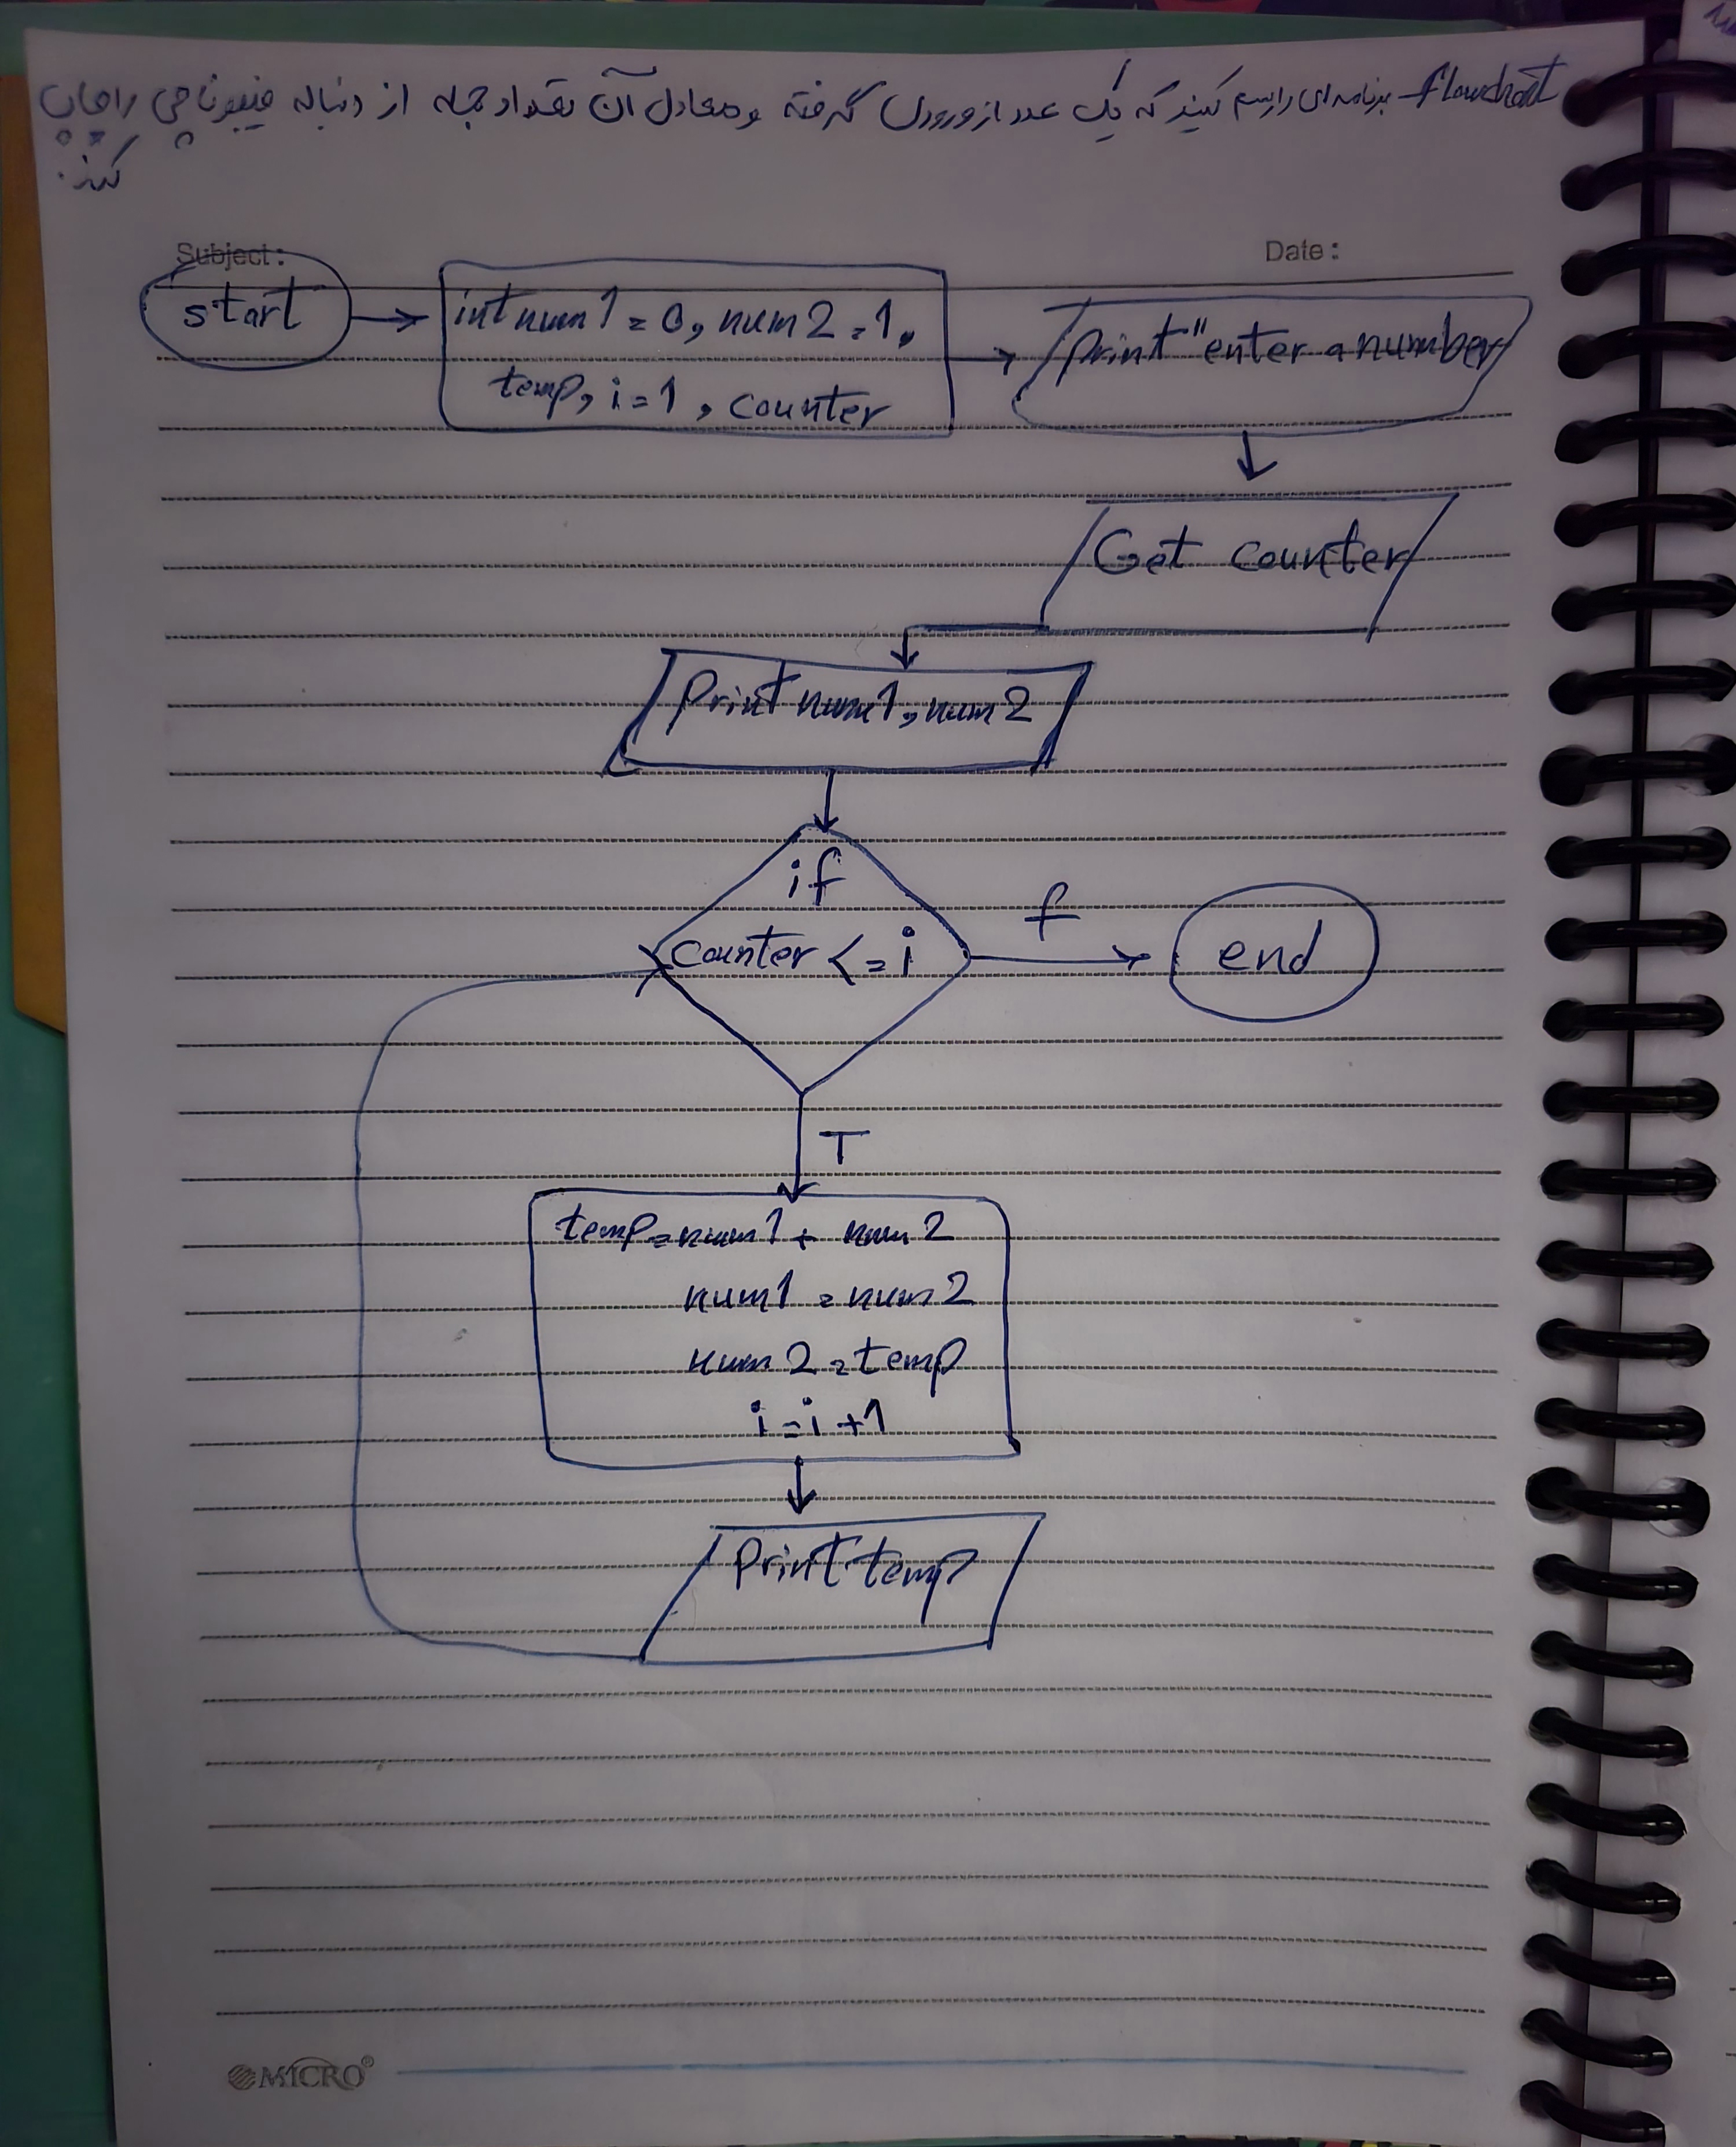 flowchart برنامه‌ای را رسم کنید که یک عدد از ورودی گرفته و معادل آن تعداد جمله از دنباله فیبوناچی را چاپ
کند.
Subject:
Date:
start
int num1 = 0, num2 = 1,
temp, i = 1, counter
print "enter a number
Get counter
Print num1, num2
if
counter <= i
f
end
T
temp = num1 + num2
num1 = num2
num2 = temp
i = i + 1
Print temp
MICRO®